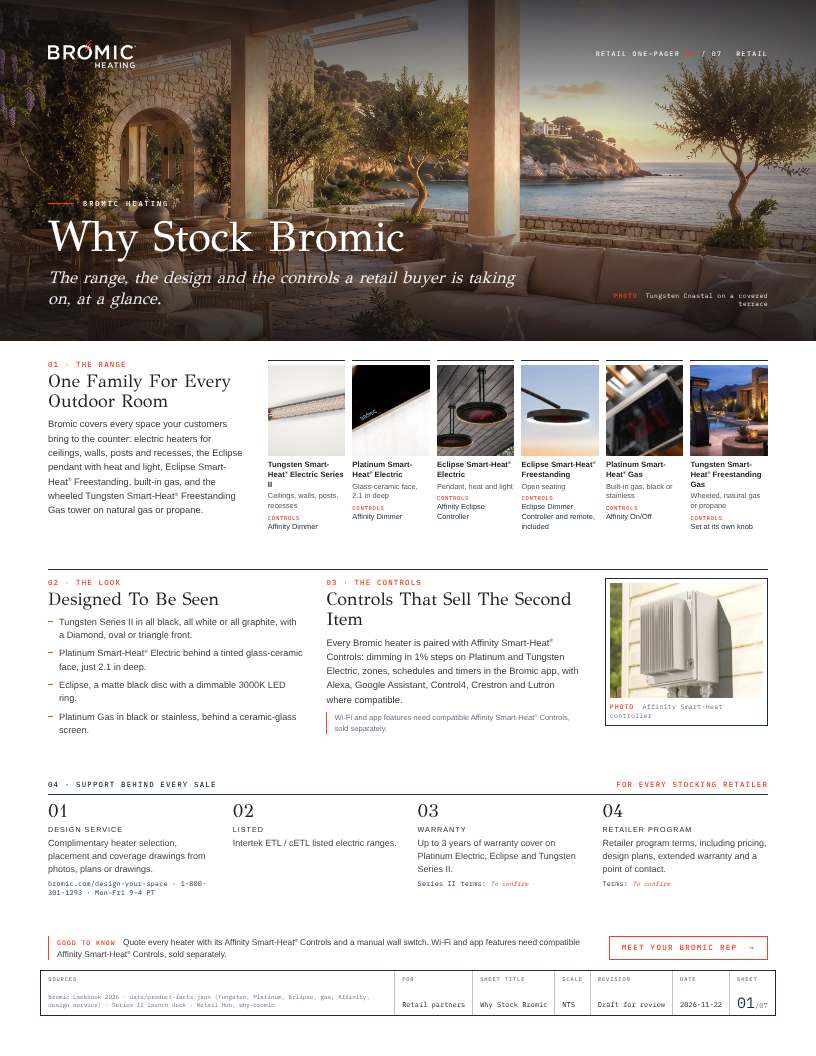 BROMIC
HEATING
RETAIL ONE-PAGER / 07 RETAIL
BROMIC HEATING
Why Stock Bromic
The range, the design and the controls a retail buyer is taking
on, at a glance.
PHOTO Tungsten Coastal on a covered
terrace
01 · THE RANGE
One Family For Every
Outdoor Room
Bromic covers every space your customers
bring to the counter: electric heaters for
ceilings, walls, posts and recesses, the Eclipse
pendant with heat and light, Eclipse Smart-
Heat® Freestanding, built-in gas, and the
wheeled Tungsten Smart-Heat® Freestanding
Gas tower on natural gas or propane.
Tungsten Smart-
Heat® Electric Series
II
Ceilings, walls, posts,
recesses
CONTROLS
Affinity Dimmer
BROMIC
Platinum Smart-
Heat® Electric
Glass-ceramic face,
2.1 in deep
CONTROLS
Affinity Dimmer
Eclipse Smart-Heat®
Electric
Pendant, heat and light
CONTROLS
Affinity Eclipse
Controller
Eclipse Smart-Heat®
Freestanding
Open seating
CONTROLS
Eclipse Dimmer
Controller and remote,
included
Platinum Smart-
Heat® Gas
Built-in gas, black or
stainless
CONTROLS
Affinity On/Off
Tungsten Smart-
Heat® Freestanding
Gas
Wheeled, natural gas
or propane
CONTROLS
Set at its own knob
02 · THE LOOK
Designed To Be Seen
– Tungsten Series II in all black, all white or all graphite, with
a Diamond, oval or triangle front.
– Platinum Smart-Heat® Electric behind a tinted glass-ceramic
face, just 2.1 in deep.
– Eclipse, a matte black disc with a dimmable 3000K LED
ring.
– Platinum Gas in black or stainless, behind a ceramic-glass
screen.
03 · THE CONTROLS
Controls That Sell The Second
Item
Every Bromic heater is paired with Affinity Smart-Heat®
Controls: dimming in 1% steps on Platinum and Tungsten
Electric, zones, schedules and timers in the Bromic app, with
Alexa, Google Assistant, Control4, Crestron and Lutron
where compatible.
Wi-Fi and app features need compatible Affinity Smart-Heat® Controls,
sold separately.
PHOTO Affinity Smart-Heat®
controller
04 · SUPPORT BEHIND EVERY SALE
FOR EVERY STOCKING RETAILER
01
DESIGN SERVICE
Complimentary heater selection,
placement and coverage drawings from
photos, plans or drawings.
bromic.com/design-your-space · 1-800-
301-1293 · Mon–Fri 9–4 PT
02
LISTED
Intertek ETL / cETL listed electric ranges.
03
WARRANTY
Up to 3 years of warranty cover on
Platinum Electric, Eclipse and Tungsten
Series II.
Series II terms: To confirm
04
RETAILER PROGRAM
Retailer program terms, including pricing,
design plans, extended warranty and a
point of contact.
Terms: To confirm
GOOD TO KNOW Quote every heater with its Affinity Smart-Heat® Controls and a manual wall switch. Wi-Fi and app features need compatible
Affinity Smart-Heat® Controls, sold separately.
MEET YOUR BROMIC REP →
SOURCES
Bromic Lookbook 2026 · data/product-facts.json (Tungsten, Platinum, Eclipse, gas, Affinity,
design service) · Series II launch deck · Retail Hub, why-bromic
FOR
Retail partners
SHEET TITLE
Why Stock Bromic
SCALE
NTS
REVISION
Draft for review
DATE
2026-11-22
SHEET
01/07